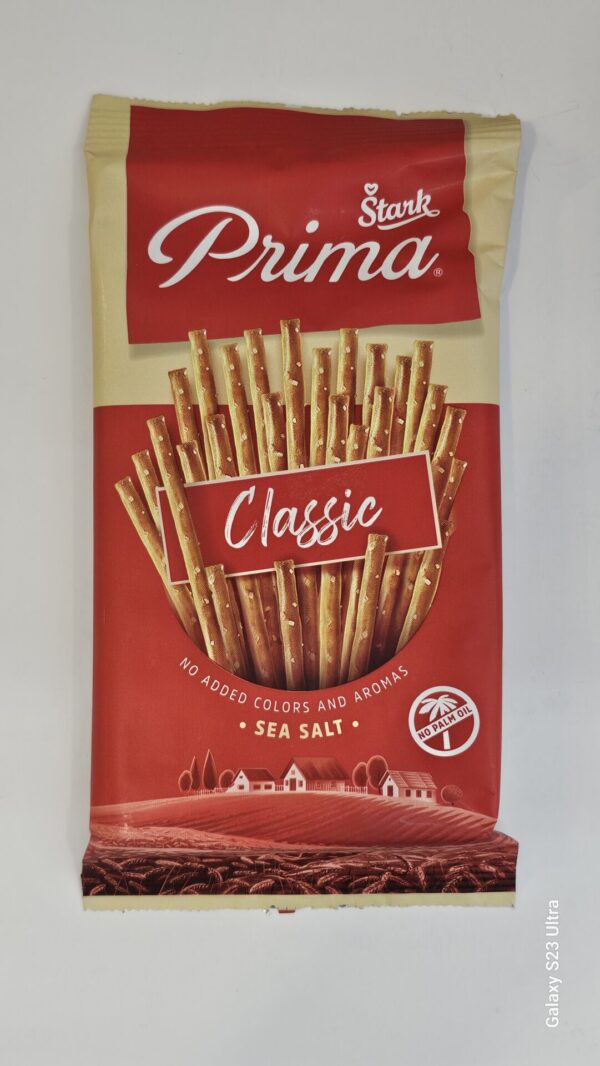 Štark
Prima®
Classic
NO ADDED COLORS AND AROMAS
• SEA SALT •
NO PALM OIL
Galaxy S23 Ultra